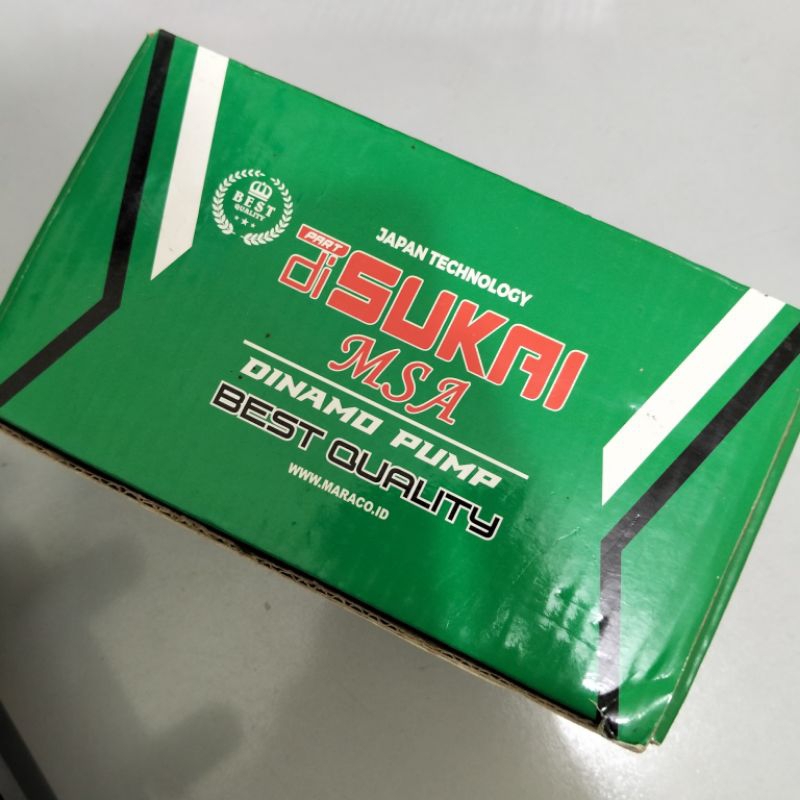 BEST
QUALITY
JAPAN TECHNOLOGY
PART
diSUKAI
MSA
DINAMO PUMP
BEST QUALITY
WWW.MARACO.ID